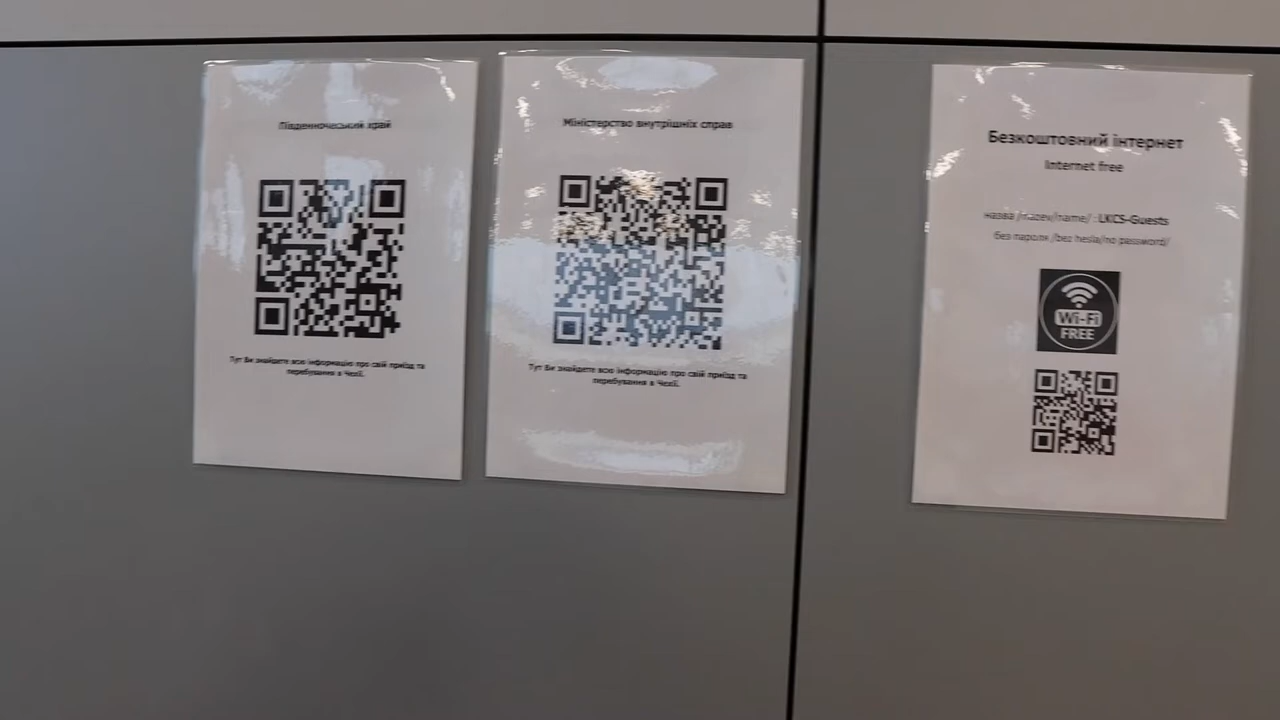 Південночеський край
Тут Ви знайдете всю інформацію про свій приїзд та
перебування в Чехії.
Міністерство внутрішніх справ
Тут Ви знайдете всю інформацію про свій приїзд та
перебування в Чехії.
Безкоштовний інтернет
Internet free
назва /nazev/name/ :LKCS-Guests
без пароля /bez hesla/no password/
Wi-Fi
FREE